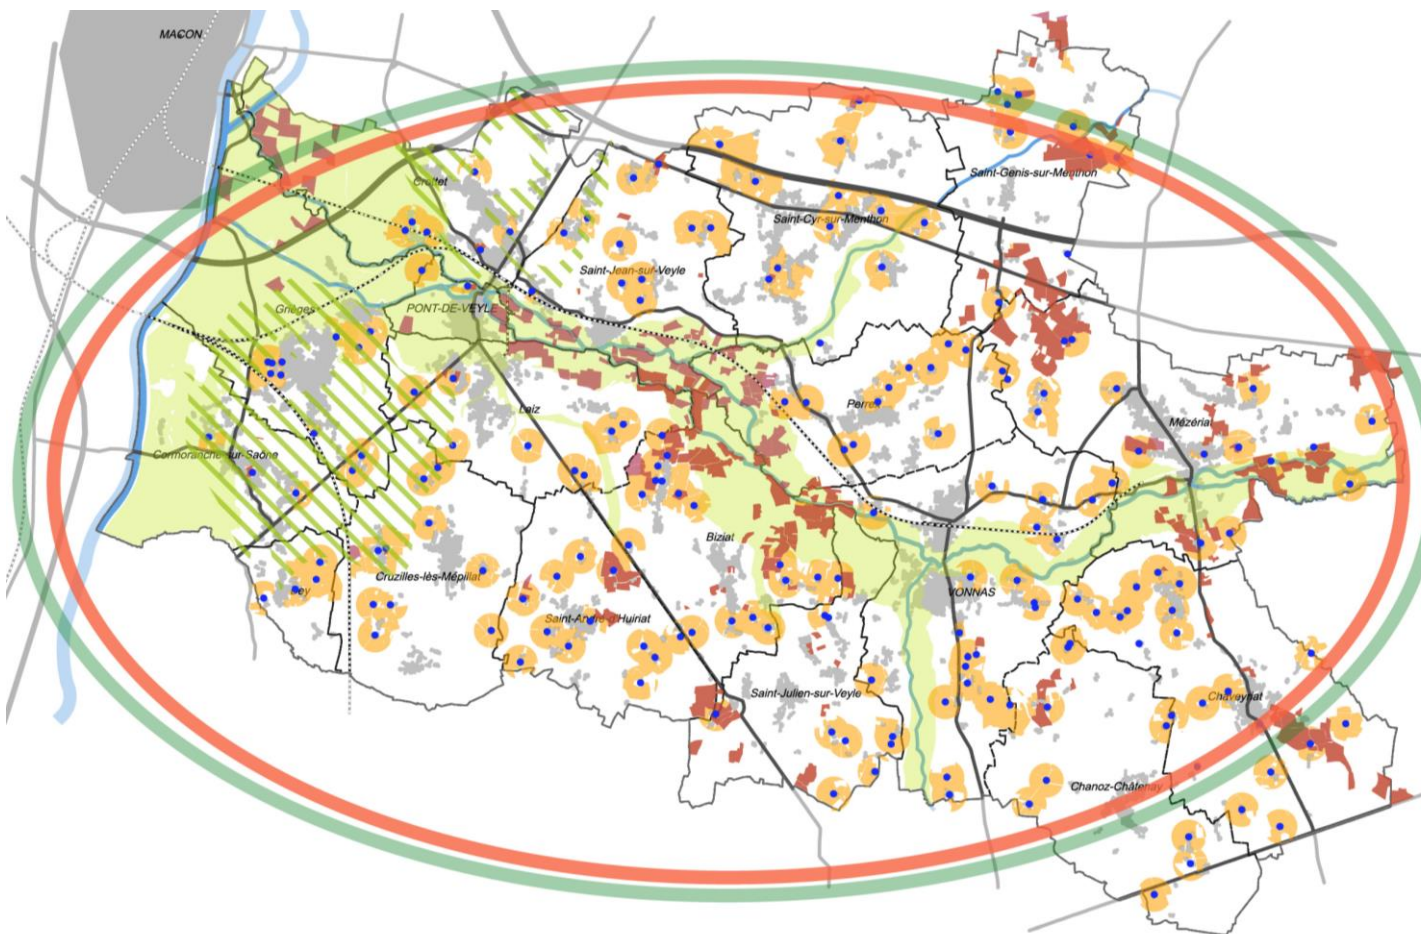 MACON
Saint-Genis-sur-Menthon
Crottet
Saint-Cyr-sur-Menthon
Saint-Jean-sur-Veyle
Grièges
PONT-DE-VEYLE
Perrex
Laiz
Mézériat
Cormoranche-sur-Saône
Biziat
Cruzilles-lès-Mépillat
VONNAS
Saint-André-d'Huiriat
Saint-Julien-sur-Veyle
Chaveyriat
Chanoz-Châtenay